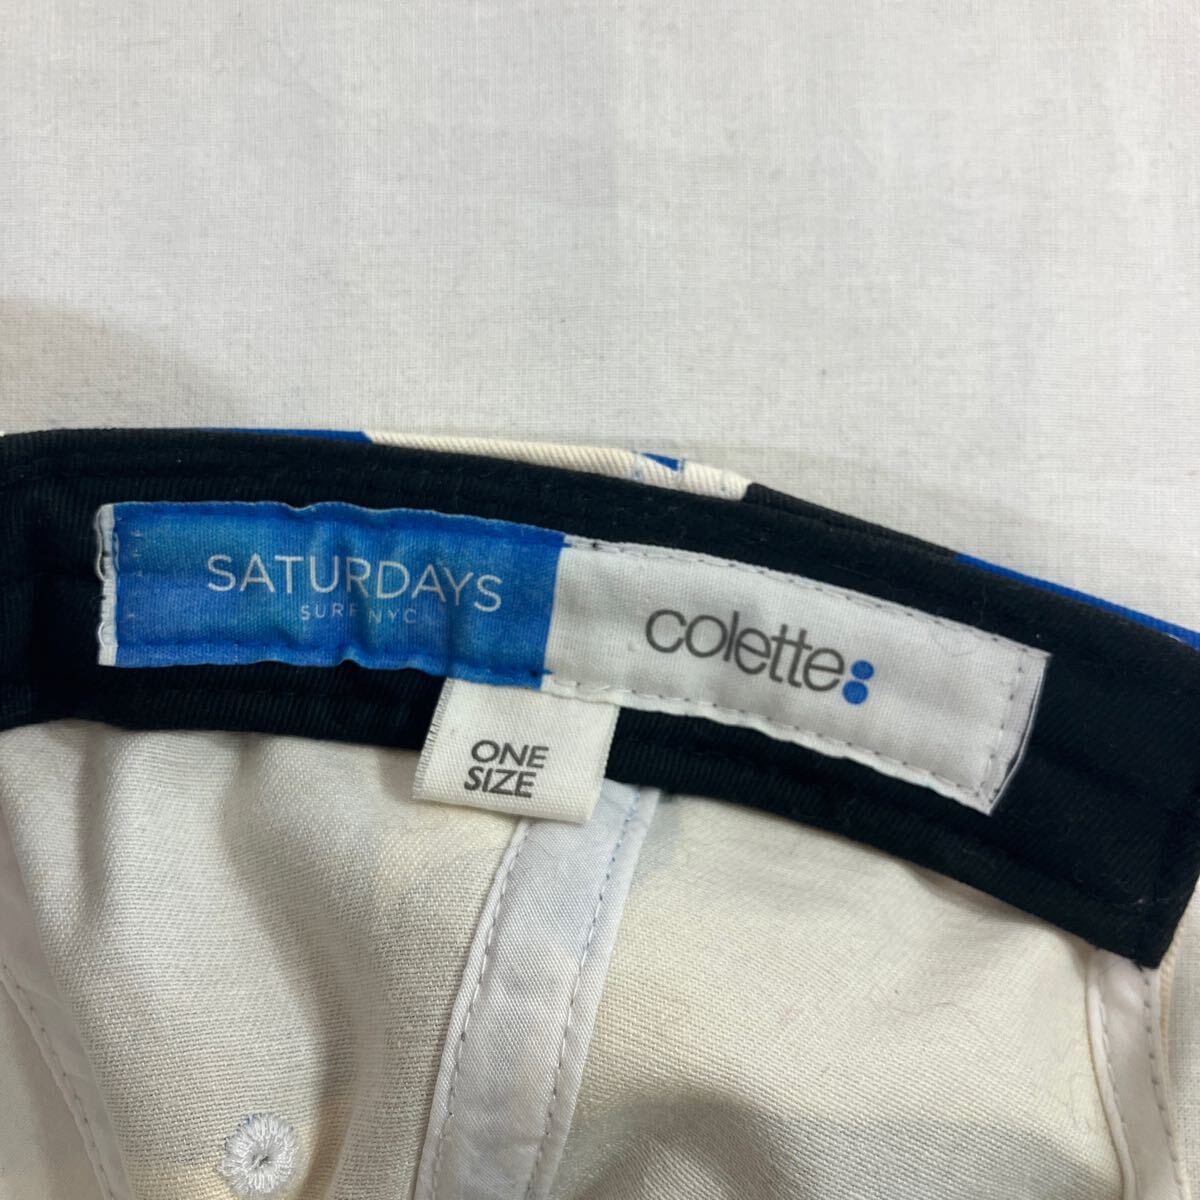 SATURDAYS
SURF NYC
colette:
ONE
SIZE